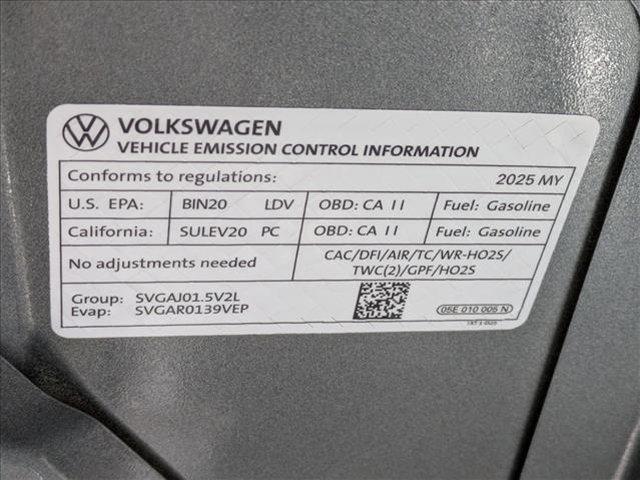 VOLKSWAGEN
VEHICLE EMISSION CONTROL INFORMATION
Conforms to regulations: 2025 MY
U.S. EPA: BIN20 LDV OBD: CA II Fuel: Gasoline
California: SULEV20 PC OBD: CA II Fuel: Gasoline
No adjustments needed
CAC/DFI/AIR/TC/WR-HO2S/
TWC(2)/GPF/HO2S
Group: SVGAJ01.5V2L
Evap: SVGAR0139VEP
05E 010 005 N